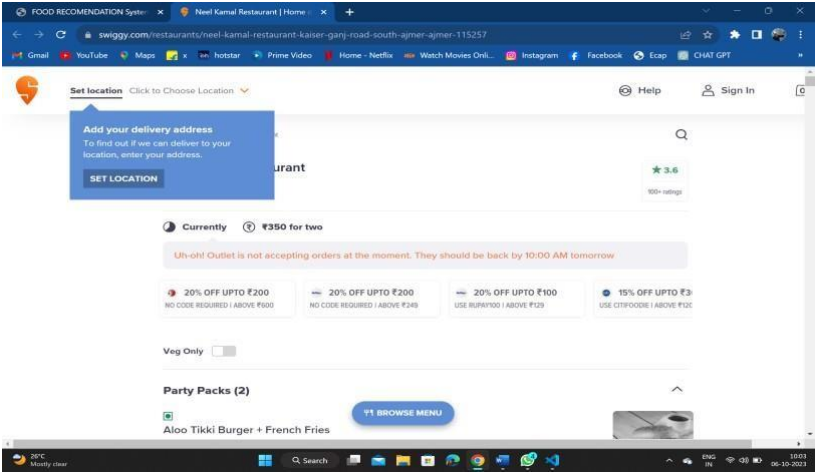 FOOD RECOMENDATION System
Neel Kamal Restaurant | Home
swiggy.com/restaurants/neel-kamal-restaurant-kaiser-ganj-road-south-ajmer-ajmer-115257
Gmail YouTube Maps x hotstar Prime Video Home - Netflix Watch Movies Onli... Instagram Facebook Ecap CHAT GPT »
Set location Click to Choose Location Help Sign In
Add your delivery address
To find out if we can deliver to your
location, enter your address.
SET LOCATION
urant
★ 3.6
100+ ratings
Currently ₹350 for two
Uh-oh! Outlet is not accepting orders at the moment. They should be back by 10:00 AM tomorrow
20% OFF UPTO ₹200 20% OFF UPTO ₹200 20% OFF UPTO ₹100 15% OFF UPTO ₹3
NO CODE REQUIRED | ABOVE ₹600 NO CODE REQUIRED | ABOVE ₹249 USE RUPAY100 | ABOVE ₹129 USE CITIFOODIE | ABOVE ₹120
Veg Only
Party Packs (2)
BROWSE MENU
Aloo Tikki Burger + French Fries
26°C
Mostly clear
Search
ENG
IN
10:03
06-10-2023